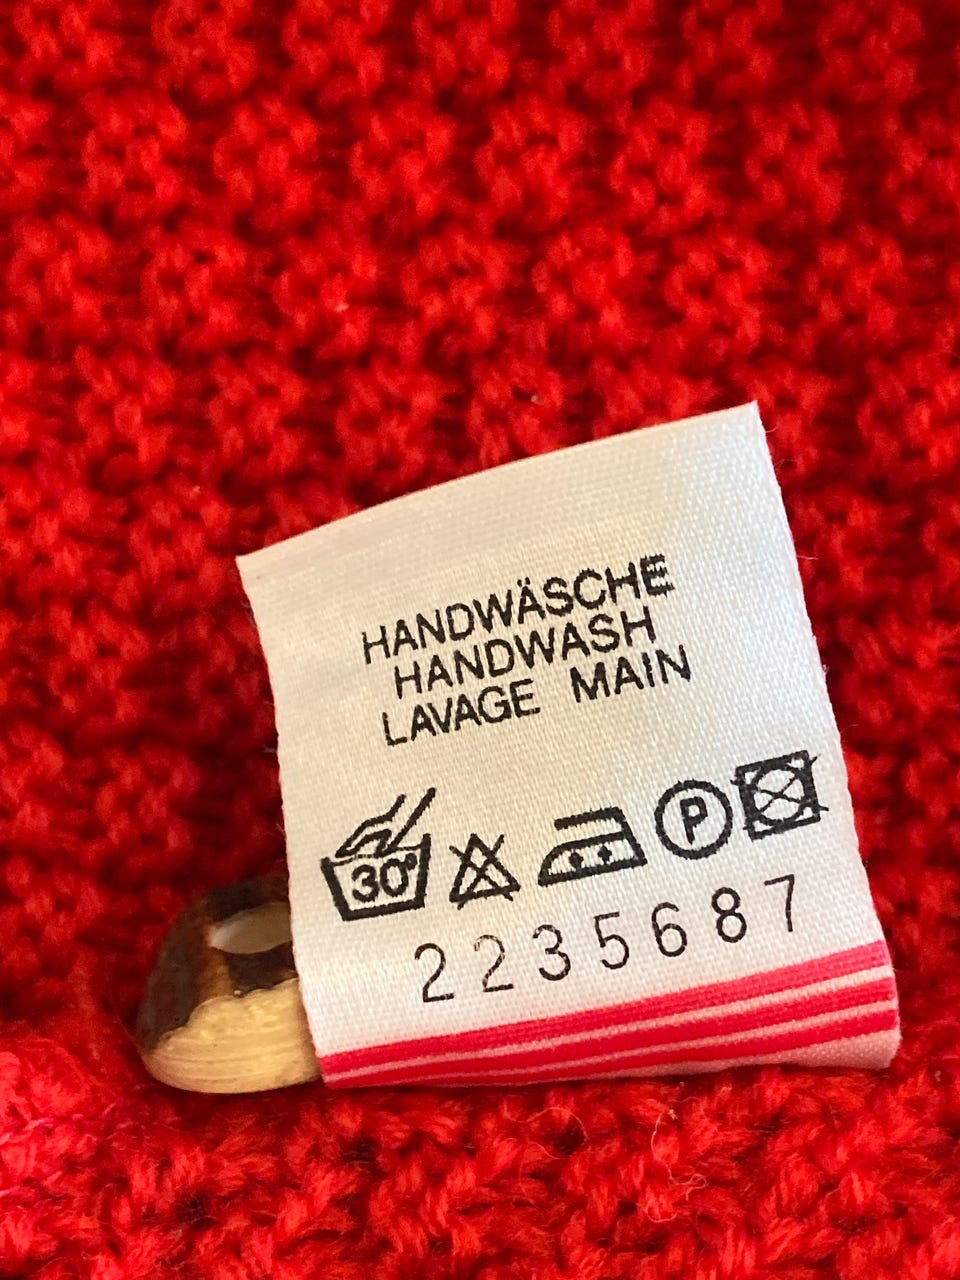 HANDWÄSCHE
HANDWASH
LAVAGE MAIN
30° P
2235687